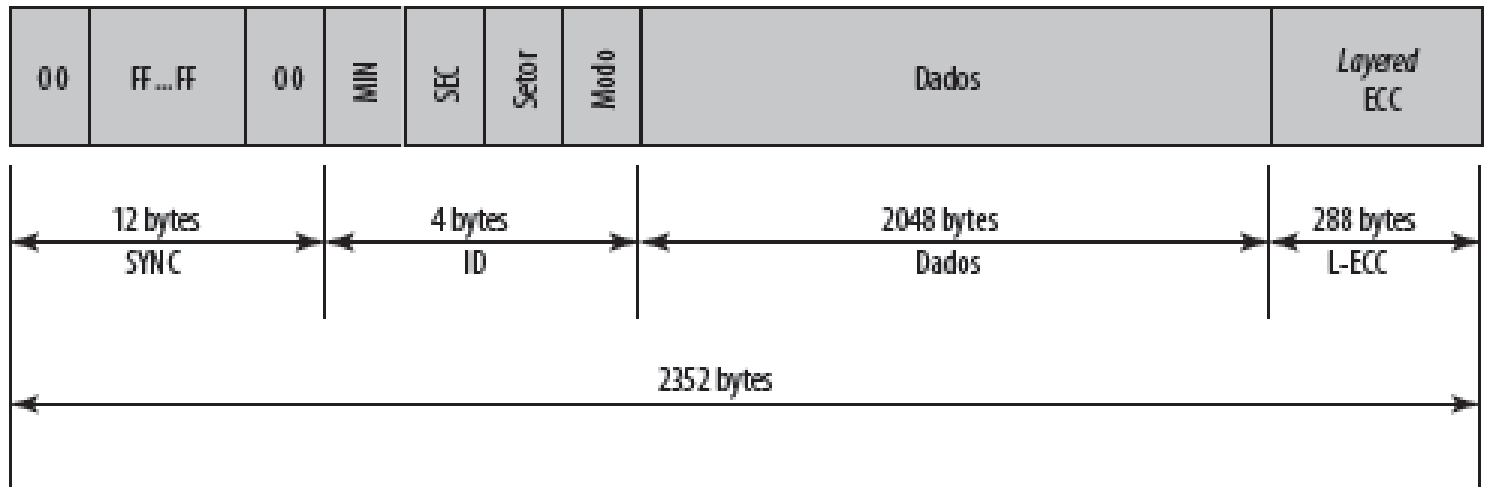 00
FF...FF
00
MIN
SEC
Setor
Modo
Dados
Layered
ECC
12 bytes
SYNC
4 bytes
ID
2048 bytes
Dados
288 bytes
L-ECC
2352 bytes